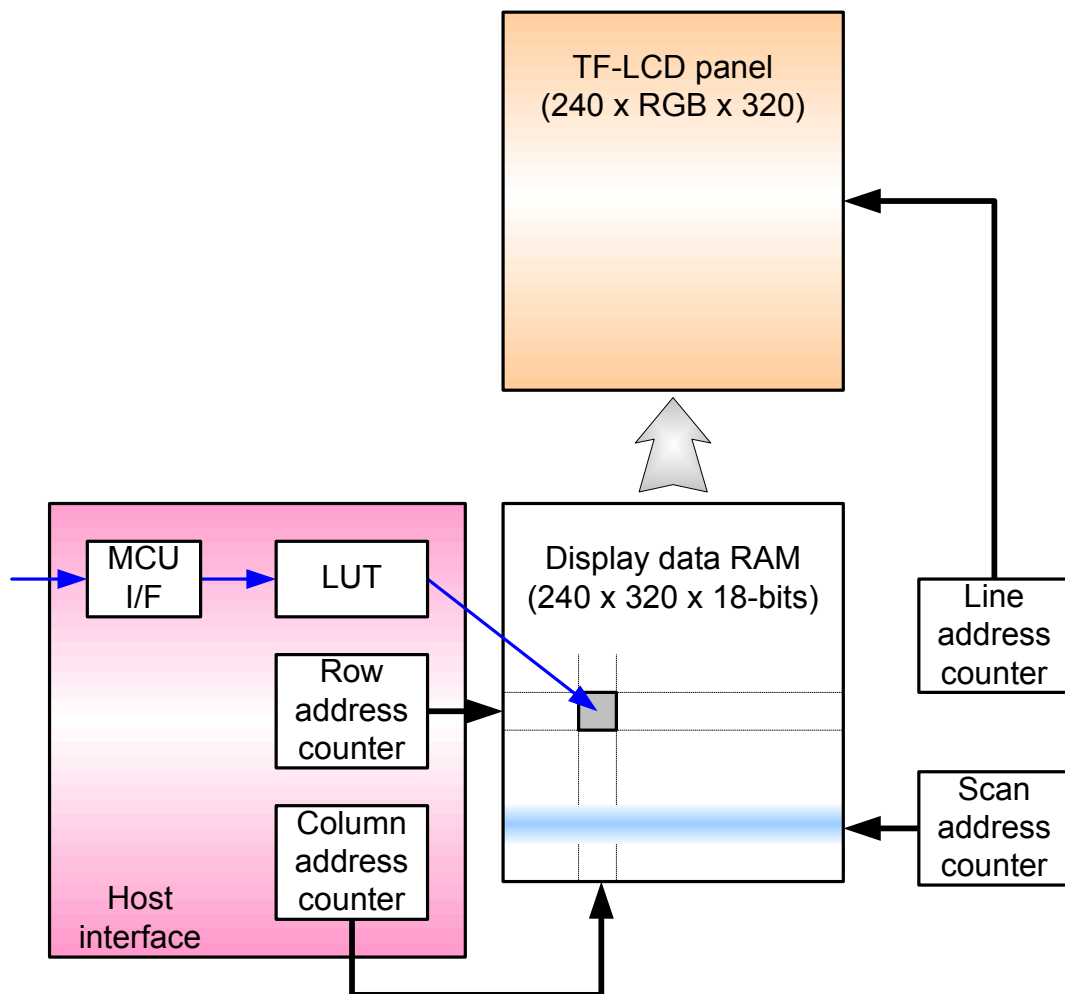 TF-LCD panel
(240 x RGB x 320)
MCU
I/F
LUT
Display data RAM
(240 x 320 x 18-bits)
Line
address
counter
Row
address
counter
Column
address
counter
Scan
address
counter
Host
interface